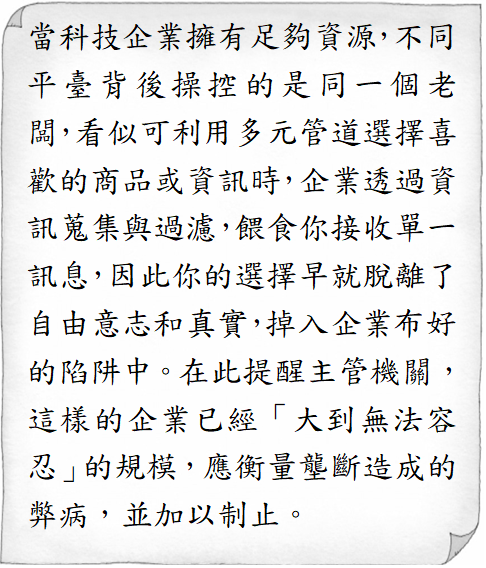 當科技企業擁有足夠資源，不同
平臺背後操控的是同一個老
闆，看似可利用多元管道選擇喜
歡的商品或資訊時，企業透過資
訊蒐集與過濾，餵食你接收單一
訊息，因此你的選擇早就脫離了
自由意志和真實，掉入企業布好
的陷阱中。在此提醒主管機關，
這樣的企業已經「大到無法容
忍」的規模，應衡量壟斷造成的
弊病，並加以制止。